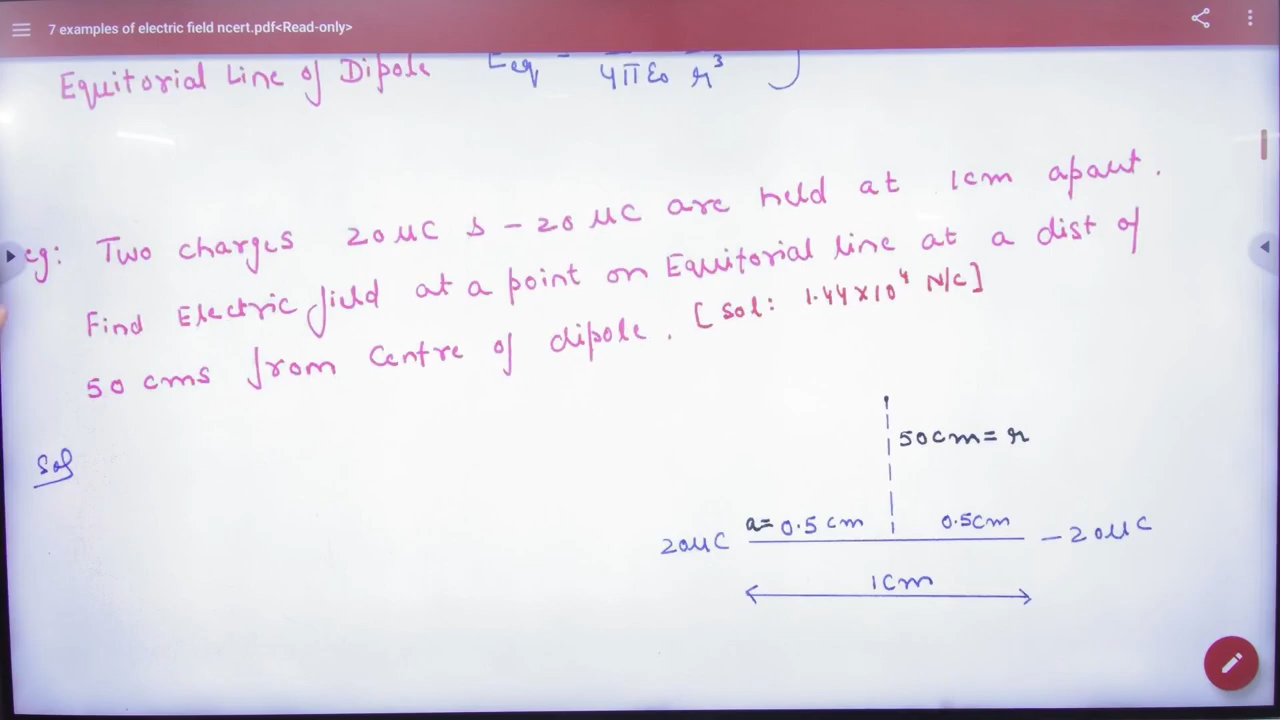 7 examples of electric field ncert.pdf<Read-only>
Equitorial Line of Dipole Eeq = 4πε₀ r³
eg: Two charges 20 μC & -20 μC are held at 1cm apart.
Find Electric field at a point on Equitorial line at a dist of
50 cms from Centre of dipole. [Sol: 1.44×10⁴ N/C]
Sol
50cm = r
a= 0.5 cm 0.5cm
20μC -20μC
1cm